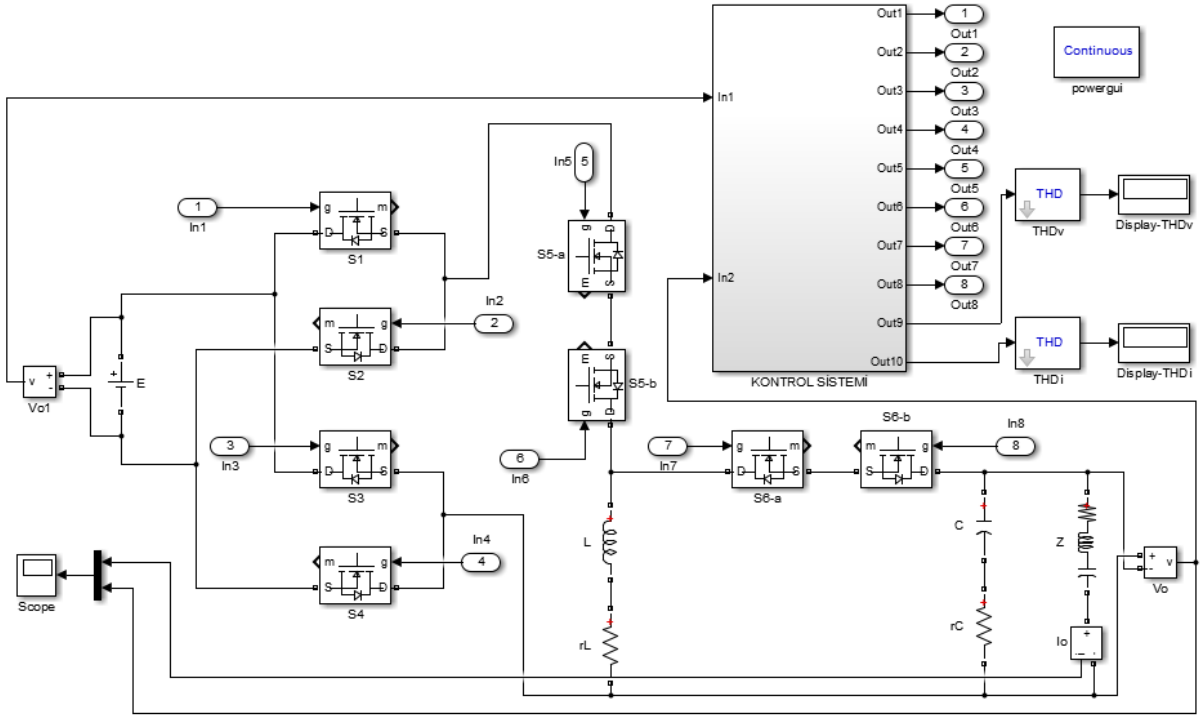 Out1
1
Out1
Out2
2
Out2
Out3
3
Out3
Out4
4
Out4
Out5
5
Out5
Out6
6
Out6
Out7
7
Out7
Out8
8
Out8
Out9
Out10
In1
In2
KONTROL SİSTEMİ
Continuous
powergui
THD
THDv
Display-THDv
THD
THDi
Display-THDi
1
In1
g m
D S
S1
In2
2
m g
S D
S2
3
In3
g m
D S
S3
In4
4
m g
S D
S4
In5
5
g D
S5-a
E S
E S
S5-b
g D
6
In6
7
In7
g m
D S
S6-a
S6-b
m g
S D
In8
8
v
+
-
Vo1
+
E
L
rL
C
rC
Z
+
-
v
Vo
Io
+
-
Scope